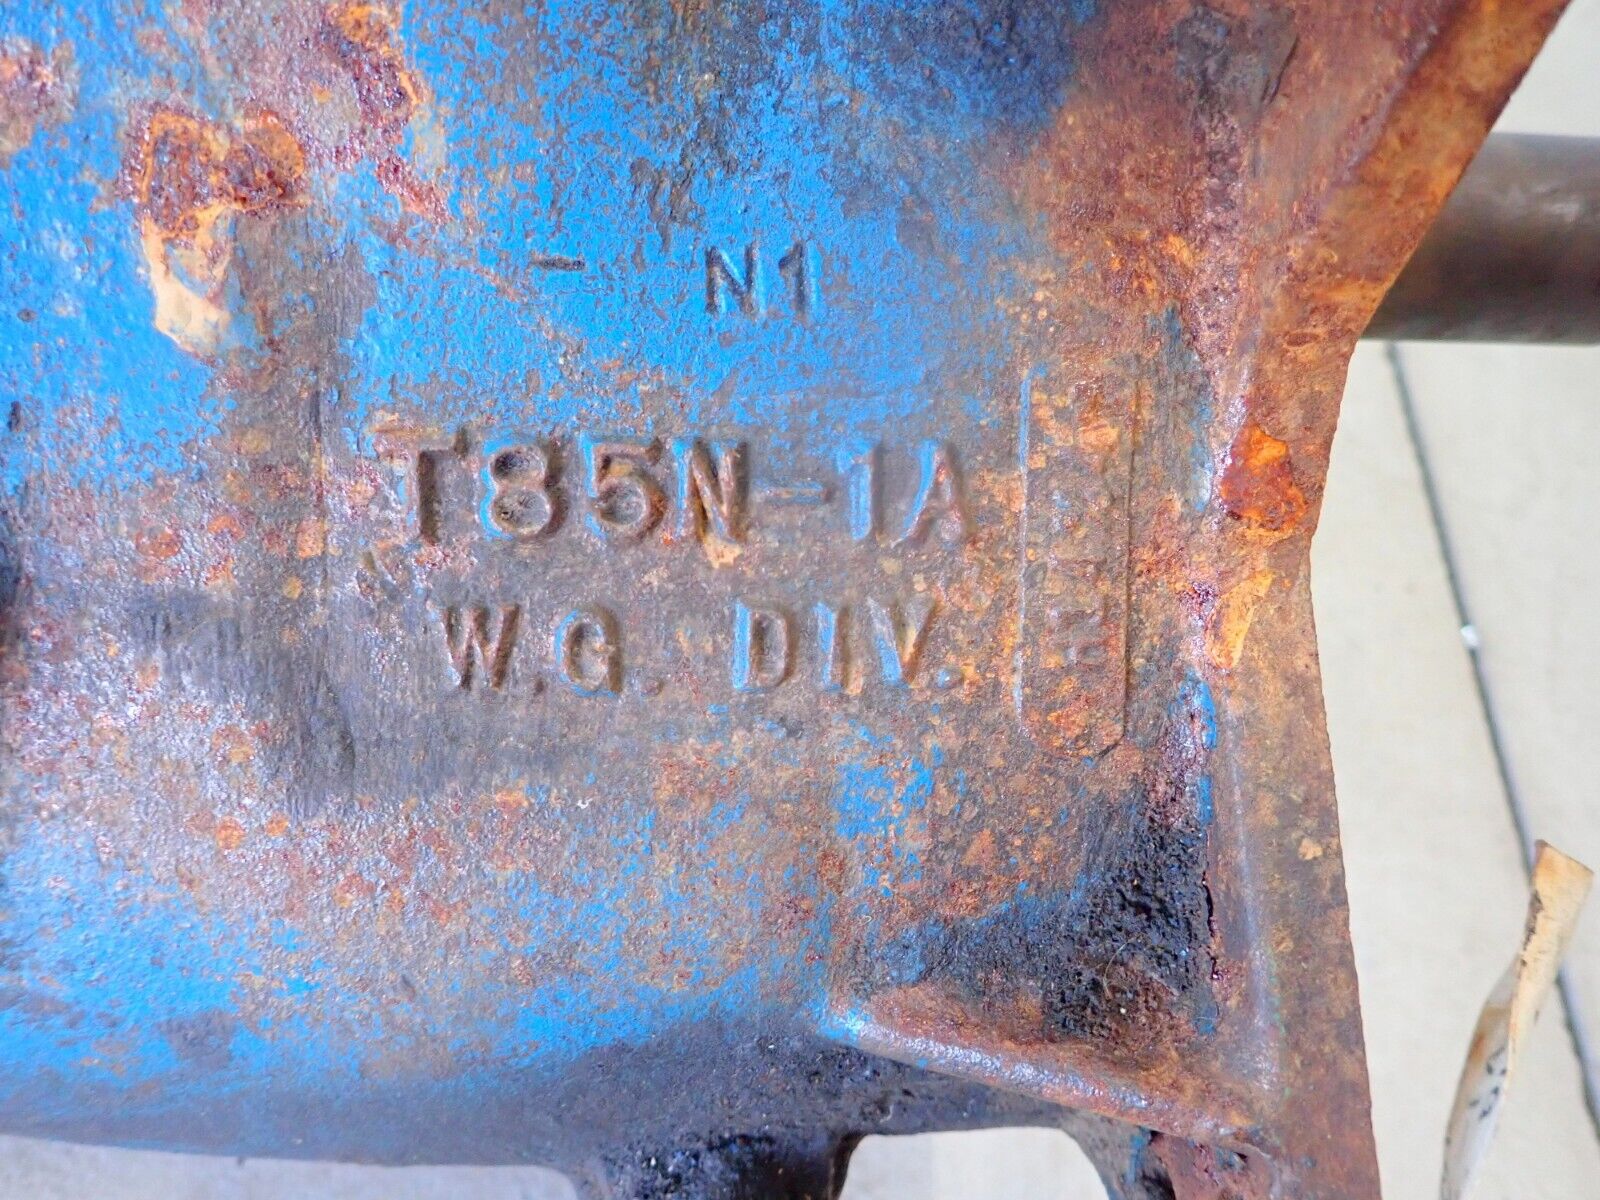 - N1
T85N-1A
W.G. DIV.